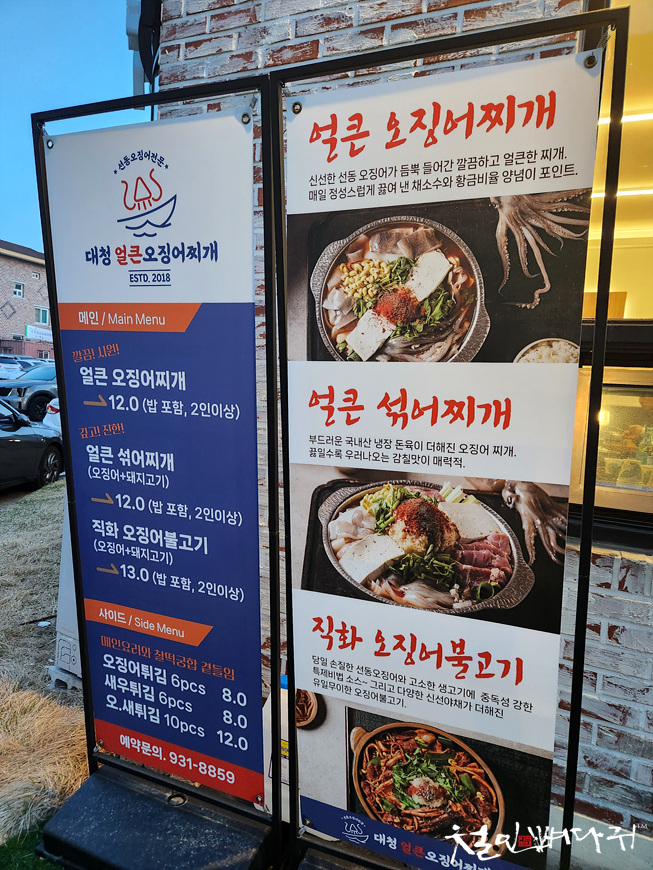 선동오징어전문
대청 얼큰오징어찌개
ESTD. 2018
메인 / Main Menu
깔끔! 시원!
얼큰 오징어찌개
12.0 (밥 포함, 2인이상)
깊고! 진한!
얼큰 섞어찌개
(오징어+돼지고기)
12.0 (밥 포함, 2인이상)
직화 오징어불고기
(오징어+돼지고기)
13.0 (밥 포함, 2인이상)
사이드 / Side Menu
메인요리와 찰떡궁합 곁들임
오징어튀김 6pcs 8.0
새우튀김 6pcs 8.0
오.새튀김 10pcs 12.0
예약문의. 931-8859
얼큰 오징어찌개
신선한 선동 오징어가 듬뿍 들어간 깔끔하고 얼큰한 찌개.
매일 정성스럽게 끓여 낸 채소수와 황금비율 양념이 포인트.
얼큰 섞어찌개
부드러운 국내산 냉장 돈육이 더해진 오징어 찌개.
끓일수록 우러나오는 감칠맛이 매력적.
직화 오징어불고기
당일 손질한 선동오징어와 고소한 생고기에 중독성 강한
특제비법 소스~ 그리고 다양한 신선야채가 더해진
유일무이한 오징어불고기.
대청 얼큰오징어찌개
철인뼈다귀™